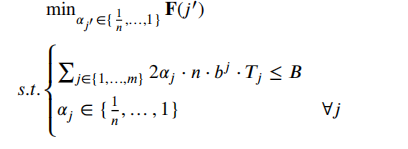 min_{α_{j'}∈{1/n,…,1}} F(j')
s.t. { ∑_{j∈{1,…,m}} 2α_j · n · b^j · T_j ≤ B
α_j ∈ {1/n, … , 1} ∀j